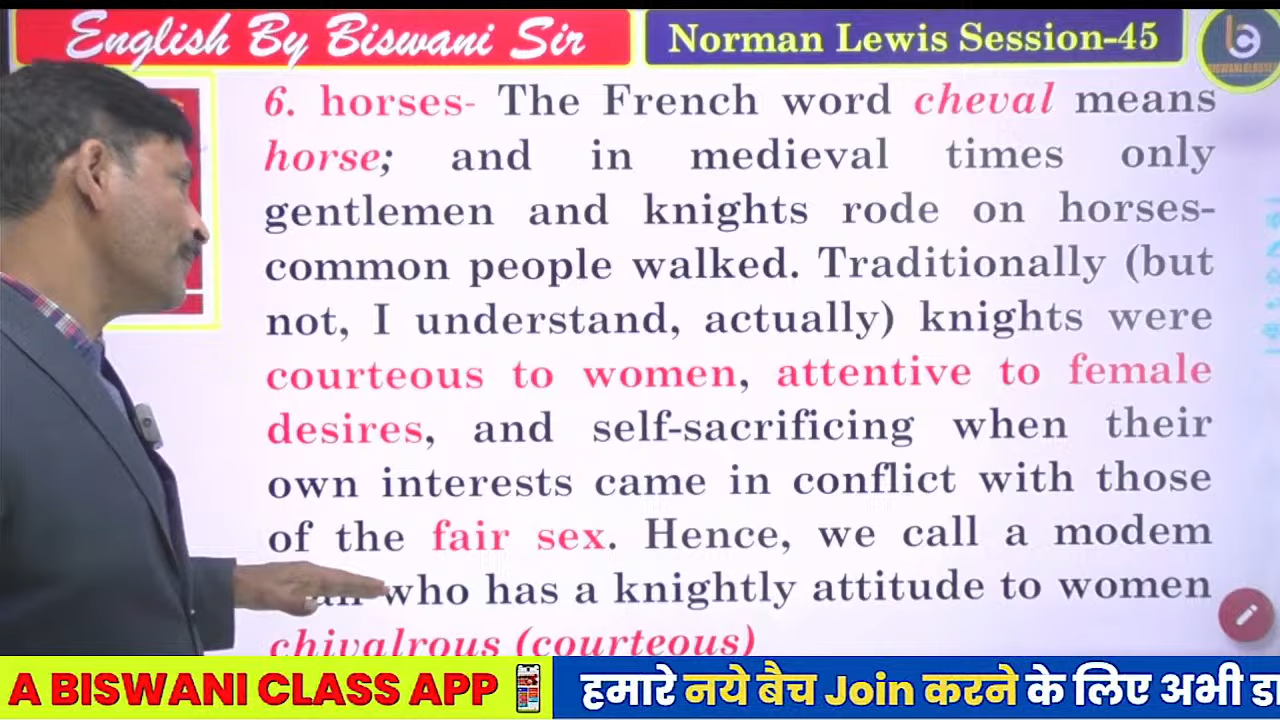 English By Biswani Sir
Norman Lewis Session-45
BISWANI CLASSES
6. horses- The French word cheval means
horse; and in medieval times only
gentlemen and knights rode on horses-
common people walked. Traditionally (but
not, I understand, actually) knights were
courteous to women, attentive to female
desires, and self-sacrificing when their
own interests came in conflict with those
of the fair sex. Hence, we call a modem
who has a knightly attitude to women
chivalrous (courteous)
A BISWANI CLASS APP
हमारे नये बैच Join करने के लिए अभी डा